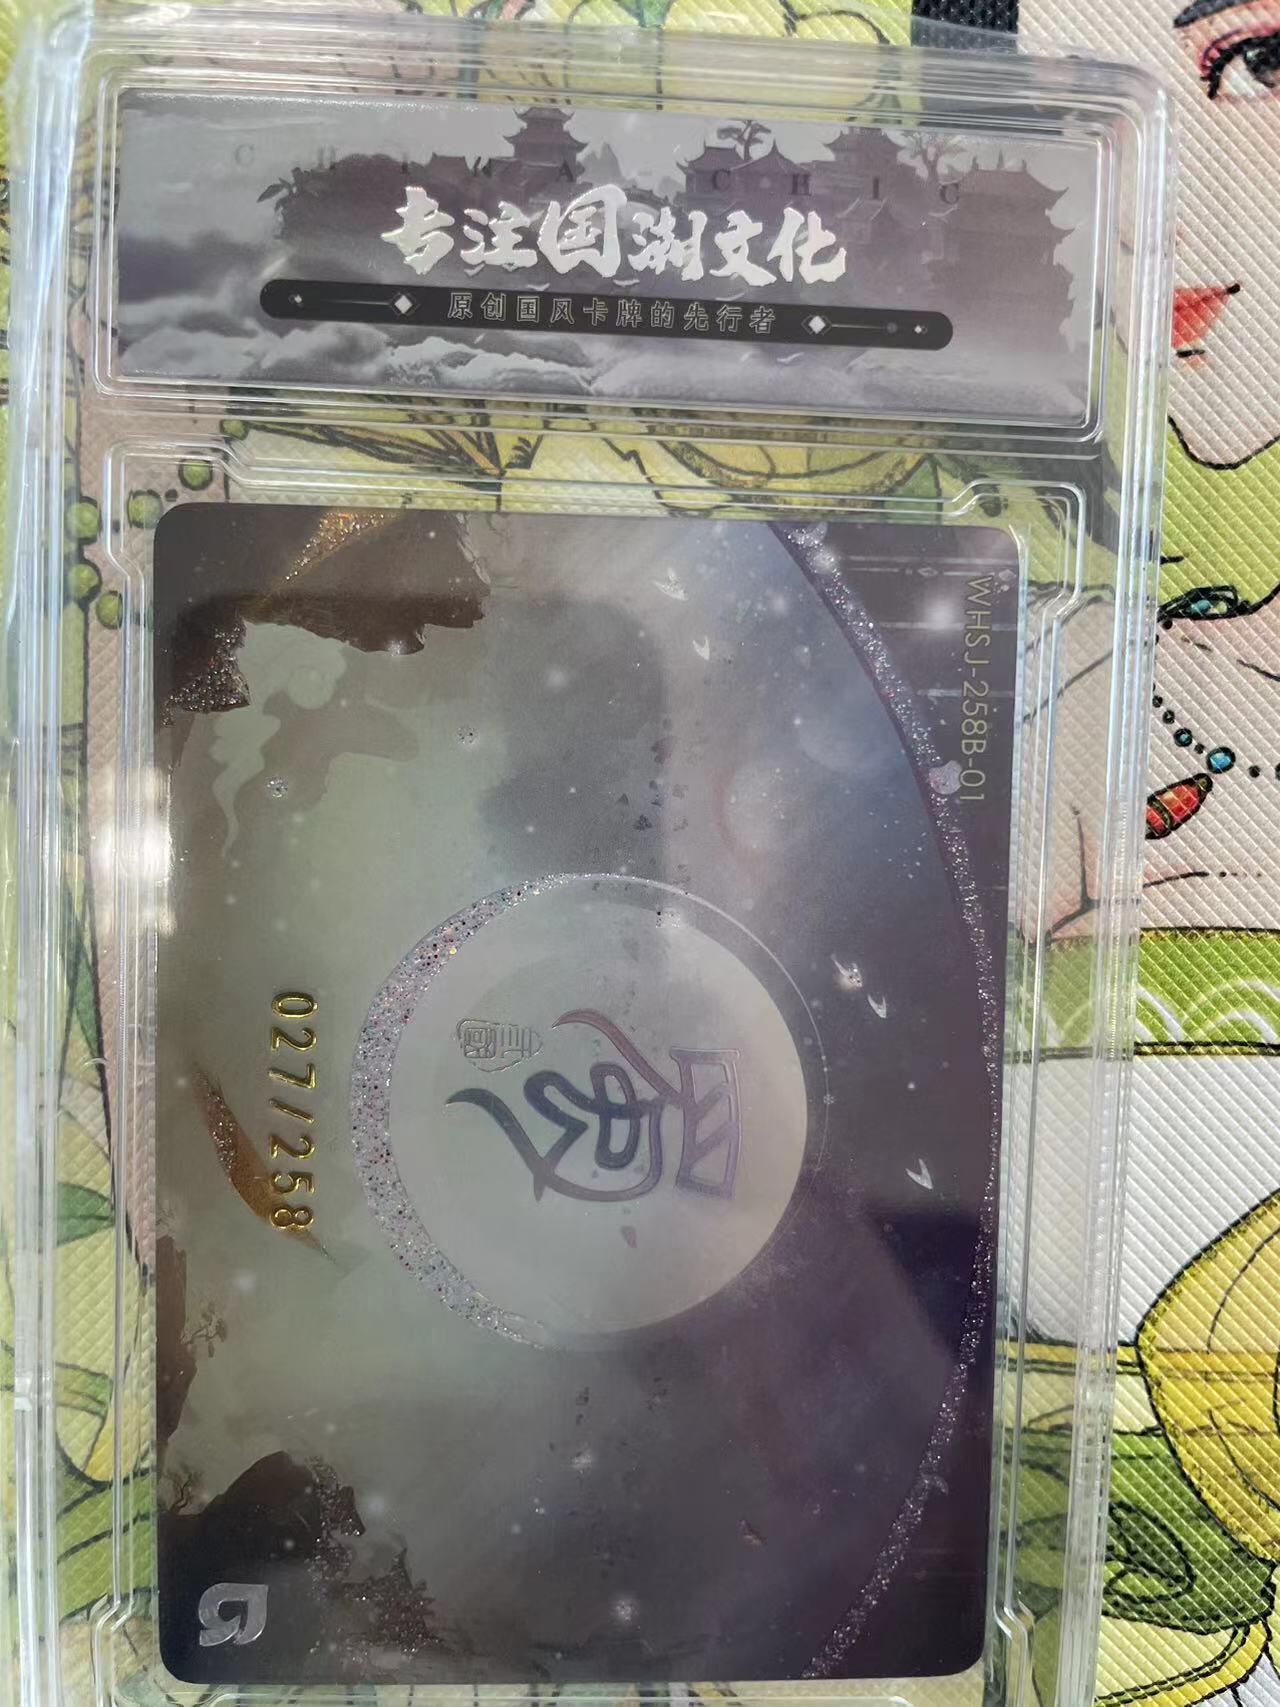 CHINA CHIC
专注国潮文化
原创国风卡牌的先行者
WHSJ-258B-01
027/258